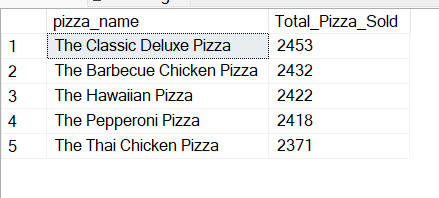 pizza_name Total_Pizza_Sold
1 The Classic Deluxe Pizza 2453
2 The Barbecue Chicken Pizza 2432
3 The Hawaiian Pizza 2422
4 The Pepperoni Pizza 2418
5 The Thai Chicken Pizza 2371